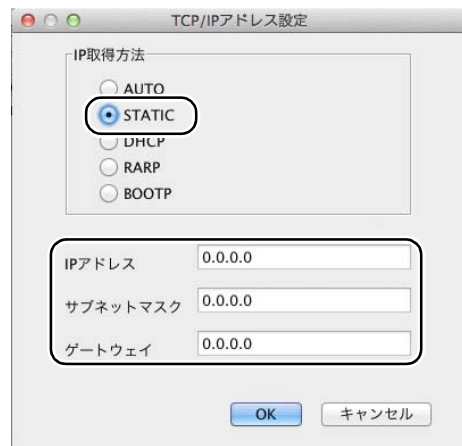 TCP/IPアドレス設定
IP取得方法
AUTO
STATIC
DHCP
RARP
BOOTP
IPアドレス 0.0.0.0
サブネットマスク 0.0.0.0
ゲートウェイ 0.0.0.0
OK キャンセル